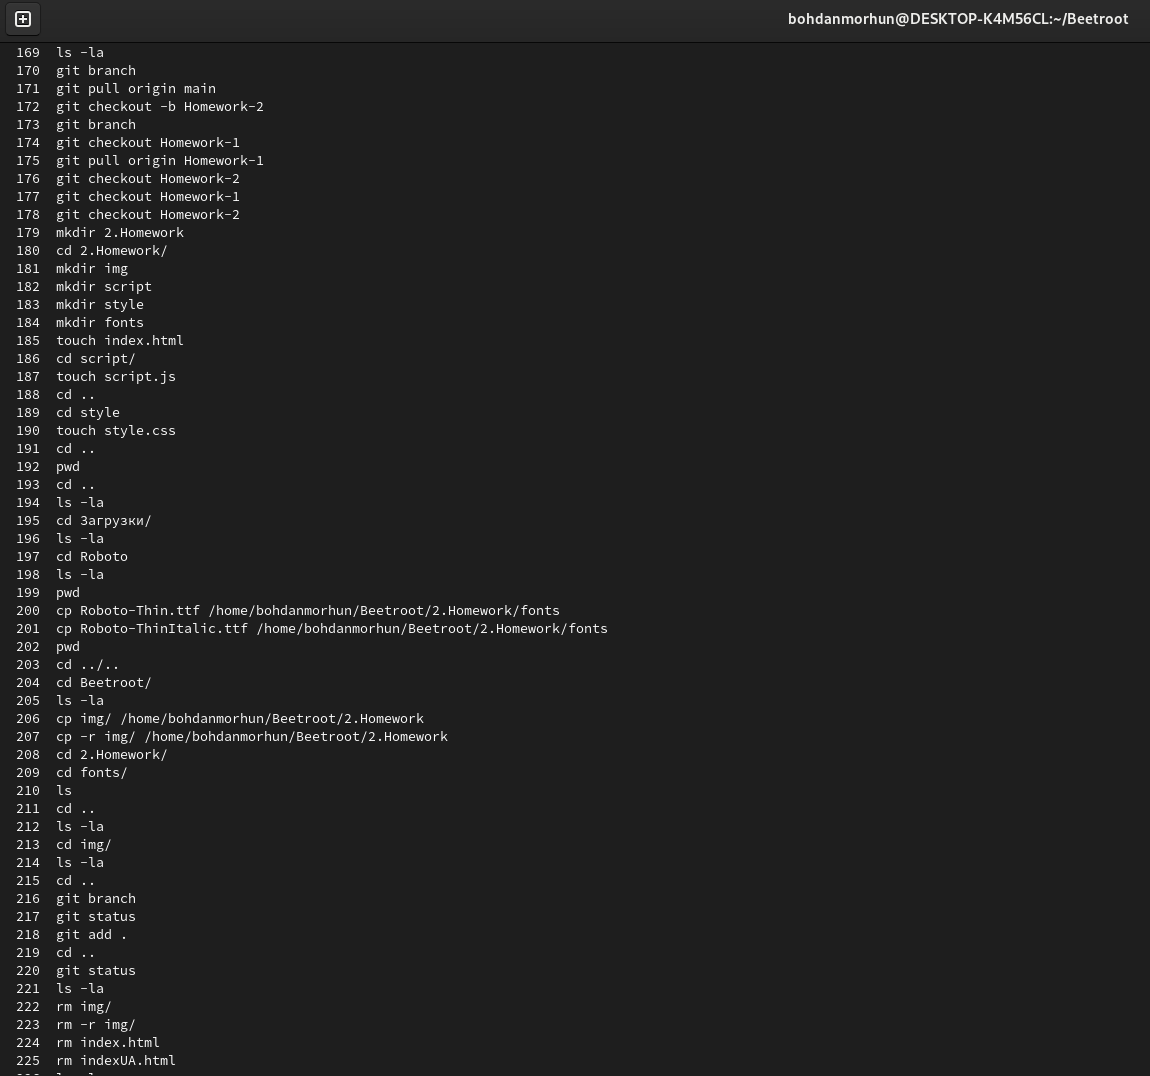 bohdanmorhun@DESKTOP-K4M56CL:~/Beetroot
169 ls -la
170 git branch
171 git pull origin main
172 git checkout -b Homework-2
173 git branch
174 git checkout Homework-1
175 git pull origin Homework-1
176 git checkout Homework-2
177 git checkout Homework-1
178 git checkout Homework-2
179 mkdir 2.Homework
180 cd 2.Homework/
181 mkdir img
182 mkdir script
183 mkdir style
184 mkdir fonts
185 touch index.html
186 cd script/
187 touch script.js
188 cd ..
189 cd style
190 touch style.css
191 cd ..
192 pwd
193 cd ..
194 ls -la
195 cd Загрузки/
196 ls -la
197 cd Roboto
198 ls -la
199 pwd
200 cp Roboto-Thin.ttf /home/bohdanmorhun/Beetroot/2.Homework/fonts
201 cp Roboto-ThinItalic.ttf /home/bohdanmorhun/Beetroot/2.Homework/fonts
202 pwd
203 cd ../..
204 cd Beetroot/
205 ls -la
206 cp img/ /home/bohdanmorhun/Beetroot/2.Homework
207 cp -r img/ /home/bohdanmorhun/Beetroot/2.Homework
208 cd 2.Homework/
209 cd fonts/
210 ls
211 cd ..
212 ls -la
213 cd img/
214 ls -la
215 cd ..
216 git branch
217 git status
218 git add .
219 cd ..
220 git status
221 ls -la
222 rm img/
223 rm -r img/
224 rm index.html
225 rm indexUA.html